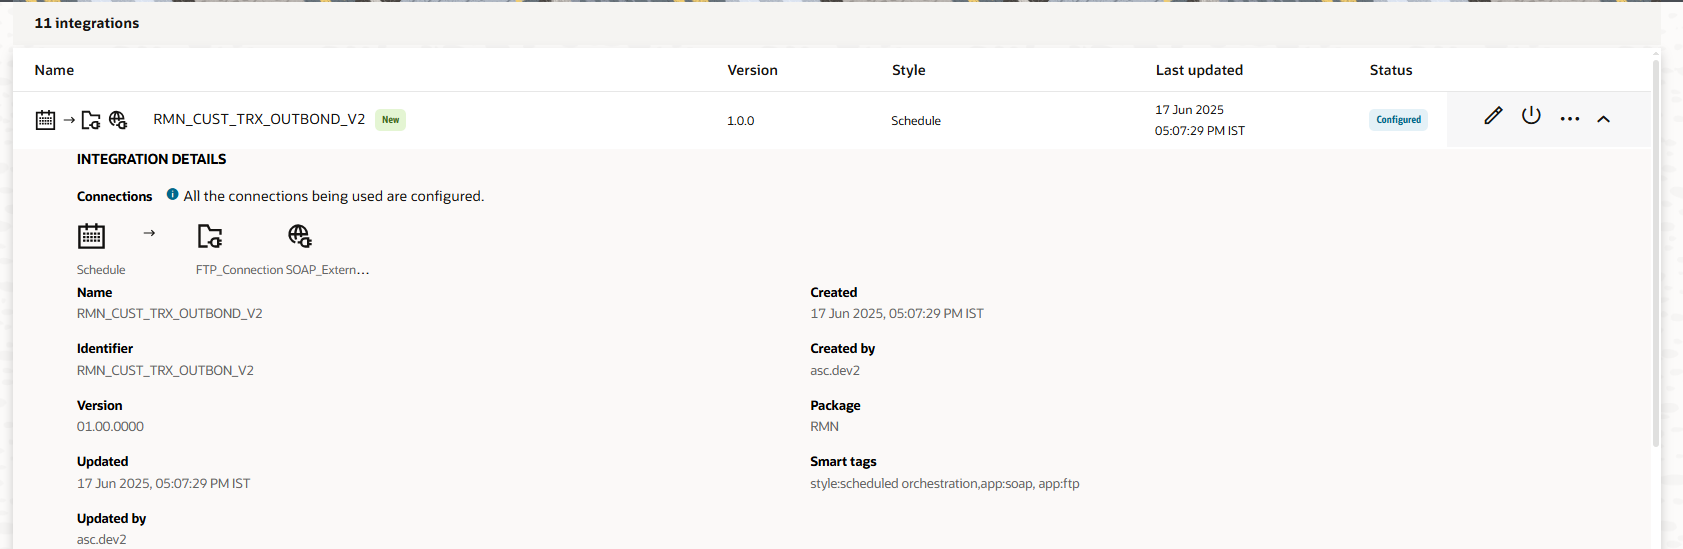 11 integrations
Name Version Style Last updated Status
RMN_CUST_TRX_OUTBOND_V2 New 1.0.0 Schedule 17 Jun 2025 Configured
05:07:29 PM IST
INTEGRATION DETAILS
Connections All the connections being used are configured.
Schedule FTP_Connection SOAP_Extern...
Name Created
RMN_CUST_TRX_OUTBOND_V2 17 Jun 2025, 05:07:29 PM IST
Identifier Created by
RMN_CUST_TRX_OUTBON_V2 asc.dev2
Version Package
01.00.0000 RMN
Updated Smart tags
17 Jun 2025, 05:07:29 PM IST style:scheduled orchestration,app:soap, app:ftp
Updated by
asc.dev2